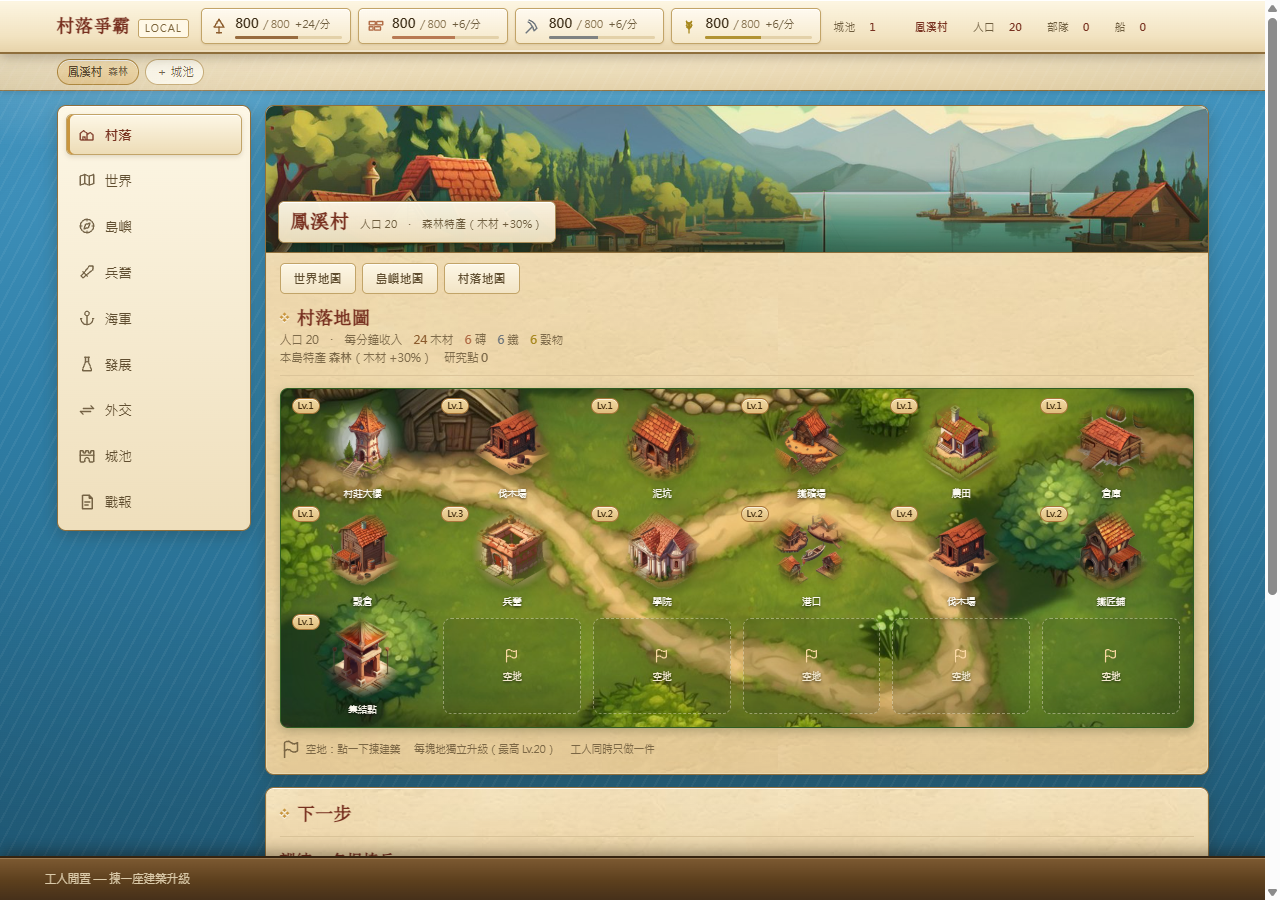 村落爭霸 LOCAL 800 / 800 +24/分 800 / 800 +6/分 800 / 800 +6/分 800 / 800 +6/分 城池 1 鳳溪村 人口 20 部隊 0 船 0
鳳溪村 森林 + 城池
村落
世界
島嶼
兵營
海軍
發展
外交
城池
戰報
鳳溪村 人口 20 · 森林特產 ( 木材 +30% )
世界地圖 島嶼地圖 村落地圖
村落地圖
人口 20 · 每分鐘收入 24 木材 6 磚 6 鐵 6 穀物
本島特產 森林 ( 木材 +30% ) 研究點 0
Lv.1 Lv.1 Lv.1 Lv.1 Lv.1 Lv.1
村莊大樓 伐木場 泥坑 鐵礦場 農田 倉庫
Lv.1 Lv.3 Lv.2 Lv.2 Lv.4 Lv.2
穀倉 兵營 學院 港口 伐木場 鐵匠鋪
Lv.1
空地 空地 空地 空地 空地
集結點
空地：點一下揀建築 每塊地獨立升級 ( 最高 Lv.20 ) 工人同時只做一件
下一步
工人閒置 — 揀一座建築升級